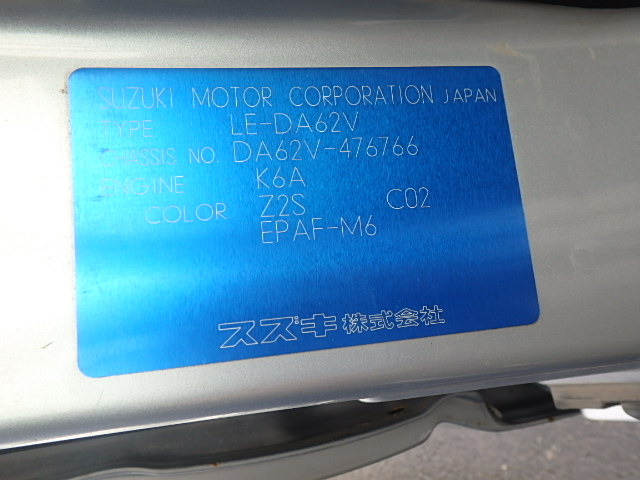 SUZUKI MOTOR CORPORATION JAPAN
TYPE LE-DA62V
CHASSIS NO. DA62V-476766
ENGINE K6A
COLOR Z2S C02
EPAF-M6
スズキ株式会社